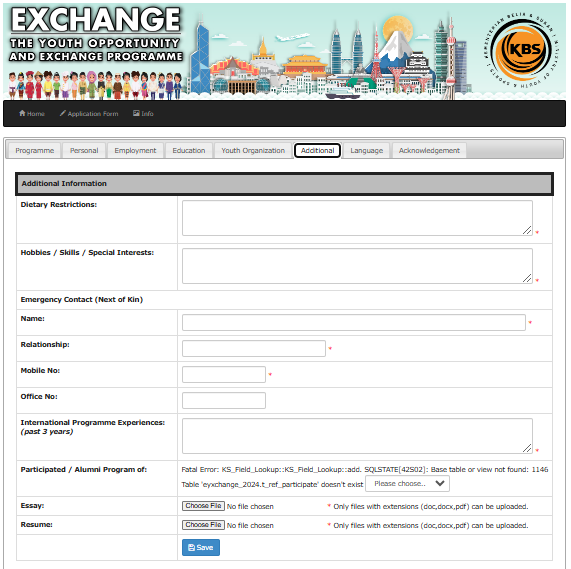 EXCHANGE
THE YOUTH OPPORTUNITY
AND EXCHANGE PROGRAMME
KEMENTERIAN BELIA & SUKAN
MINISTRY OF YOUTH & SPORTS
KBS
Home Application Form Info
Programme Personal Employment Education Youth Organization Additional Language Acknowledgement
Additional Information
Dietary Restrictions:
*
Hobbies / Skills / Special Interests:
*
Emergency Contact (Next of Kin)
Name: *
Relationship: *
Mobile No: *
Office No:
International Programme Experiences:
(past 3 years)
*
Participated / Alumni Program of: Fatal Error: KS_Field_Lookup::KS_Field_Lookup::add. SQLSTATE[42S02]: Base table or view not found: 1146
Table 'eyxchange_2024.t_ref_participate' doesn't exist Please choose..
Essay: Choose File No file chosen * Only files with extensions (doc,docx,pdf) can be uploaded.
Resume: Choose File No file chosen * Only files with extensions (doc,docx,pdf) can be uploaded.
Save